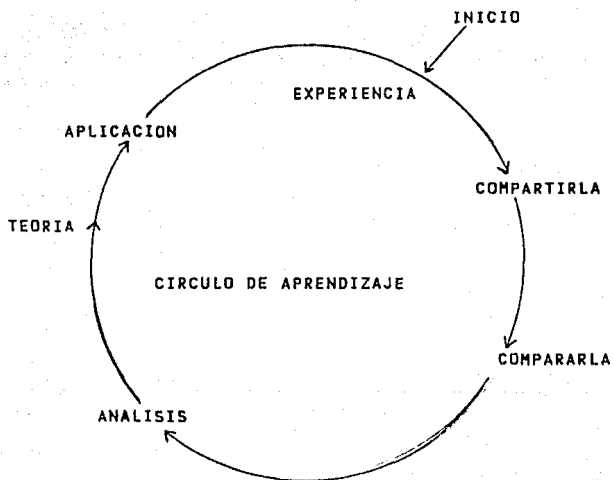 INICIO
EXPERIENCIA
APLICACION
COMPARTIRLA
TEORIA
CIRCULO DE APRENDIZAJE
COMPARARLA
ANALISIS